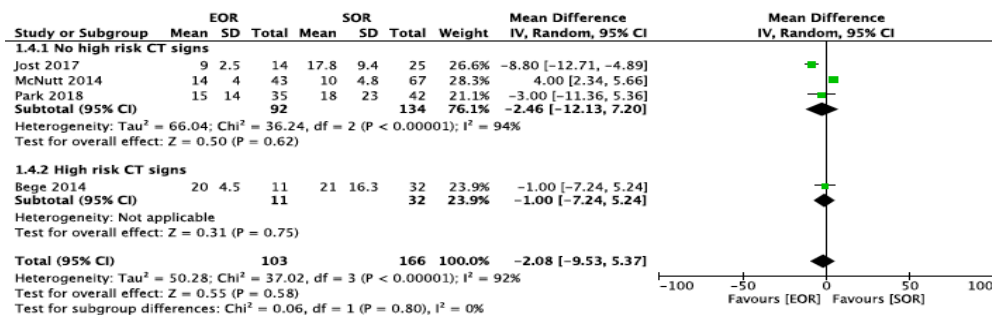 EOR SOR Mean Difference Mean Difference
Study or Subgroup Mean SD Total Mean SD Total Weight IV, Random, 95% CI IV, Random, 95% CI
1.4.1 No high risk CT signs
Jost 2017 9 2.5 14 17.8 9.4 25 26.6% -8.80 [-12.71, -4.89]
McNutt 2014 14 4 43 10 4.8 67 28.3% 4.00 [2.34, 5.66]
Park 2018 15 14 35 18 23 42 21.1% -3.00 [-11.36, 5.36]
Subtotal (95% CI) 92 134 76.1% -2.46 [-12.13, 7.20]
Heterogeneity: Tau² = 66.04; Chi² = 36.24, df = 2 (P < 0.00001); I² = 94%
Test for overall effect: Z = 0.50 (P = 0.62)
1.4.2 High risk CT signs
Bege 2014 20 4.5 11 21 16.3 32 23.9% -1.00 [-7.24, 5.24]
Subtotal (95% CI) 11 32 23.9% -1.00 [-7.24, 5.24]
Heterogeneity: Not applicable
Test for overall effect: Z = 0.31 (P = 0.75)
Total (95% CI) 103 166 100.0% -2.08 [-9.53, 5.37]
Heterogeneity: Tau² = 50.28; Chi² = 37.02, df = 3 (P < 0.00001); I² = 92%
Test for overall effect: Z = 0.55 (P = 0.58)
Test for subgroup differences: Chi² = 0.06, df = 1 (P = 0.80), I² = 0%
-100 -50 0 50 100
Favours [EOR] Favours [SOR]